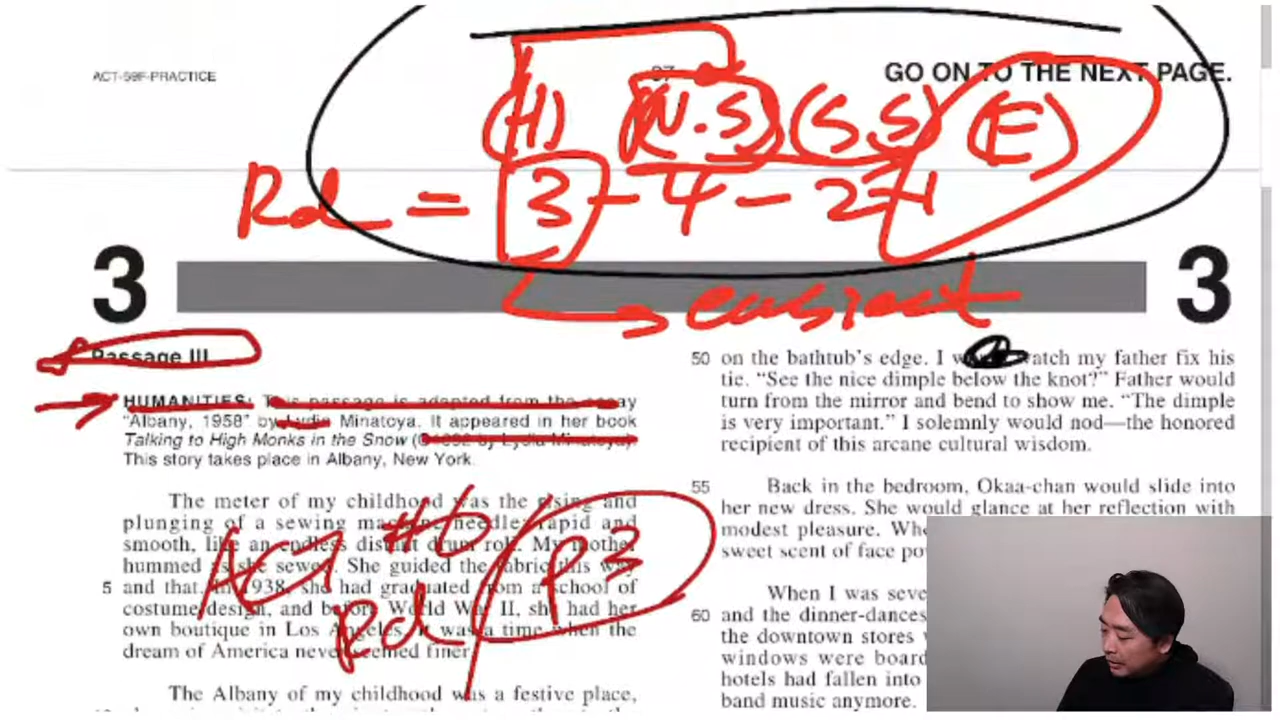 ACT-59F-PRACTICE
37
GO ON TO THE NEXT PAGE.
(H) (N.S) (S.S) (E)
Rd = 3 - 4 - 2 - 1
3
3
easiest
Passage III
HUMANITIES: This passage is adapted from the essay
"Albany, 1958" by Lydia Minatoya. It appeared in her book
Talking to High Monks in the Snow (©1992 by Lydia Minatoya).
This story takes place in Albany, New York.
The meter of my childhood was the rising and
plunging of a sewing machine needle, rapid and
smooth, like an endless distant drum roll. My mother
hummed as she sewed. She guided the fabric this way
5 and that. In 1938, she had graduated from a school of
costume design, and before World War II, she had her
own boutique in Los Angeles. It was a time when the
dream of America never seemed finer.
The Albany of my childhood was a festive place,
ACT #6
Rd / P3
50 on the bathtub's edge. I would watch my father fix his
tie. "See the nice dimple below the knot?" Father would
turn from the mirror and bend to show me. "The dimple
is very important." I solemnly would nod—the honored
recipient of this arcane cultural wisdom.
55 Back in the bedroom, Okaa-chan would slide into
her new dress. She would glance at her reflection with
modest pleasure.
sweet scent of face
When I was
60 and the dinner-dances
the downtown stores
windows were
hotels had fallen into
band music anymore.